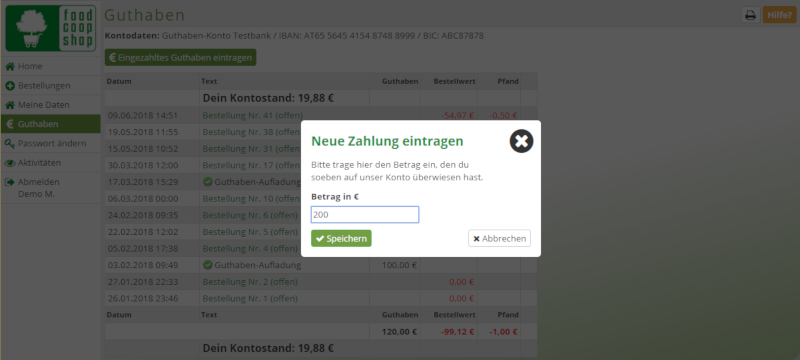 food
coop
shop
Guthaben
Hilfe?
Kontodaten: Guthaben-Konto Testbank / IBAN: AT65 5645 4154 8748 8999 / BIC: ABC87878
€ Eingezahltes Guthaben eintragen
Home
Bestellungen
Meine Daten
€ Guthaben
Passwort ändern
Aktivitäten
Abmelden
Demo M.
Datum Text Guthaben Bestellwert Pfand
Dein Kontostand: 19,88 €
09.06.2018 14:51 Bestellung Nr. 41 (offen) -54,97 € -0,50 €
19.05.2018 11:55 Bestellung Nr. 38 (offen)
15.05.2018 10:52 Bestellung Nr. 31 (offen)
30.03.2018 12:00 Bestellung Nr. 17 (offen)
17.03.2018 15:29 Guthaben-Aufladung
06.03.2018 00:00 Bestellung Nr. 10 (offen)
24.02.2018 09:35 Bestellung Nr. 6 (offen)
22.02.2018 12:02 Bestellung Nr. 5 (offen)
05.02.2018 17:38 Bestellung Nr. 4 (offen)
03.02.2018 09:49 Guthaben-Aufladung 100,00 €
27.01.2018 22:33 Bestellung Nr. 2 (offen) 0,00 €
26.01.2018 23:46 Bestellung Nr. 1 (offen) 0,00 €
Datum Text Guthaben Bestellwert Pfand
120,00 € -99,12 € -1,00 €
Dein Kontostand: 19,88 €
Neue Zahlung eintragen
Bitte trage hier den Betrag ein, den du
soeben auf unser Konto überwiesen hast.
Betrag in €
200
Speichern
Abbrechen